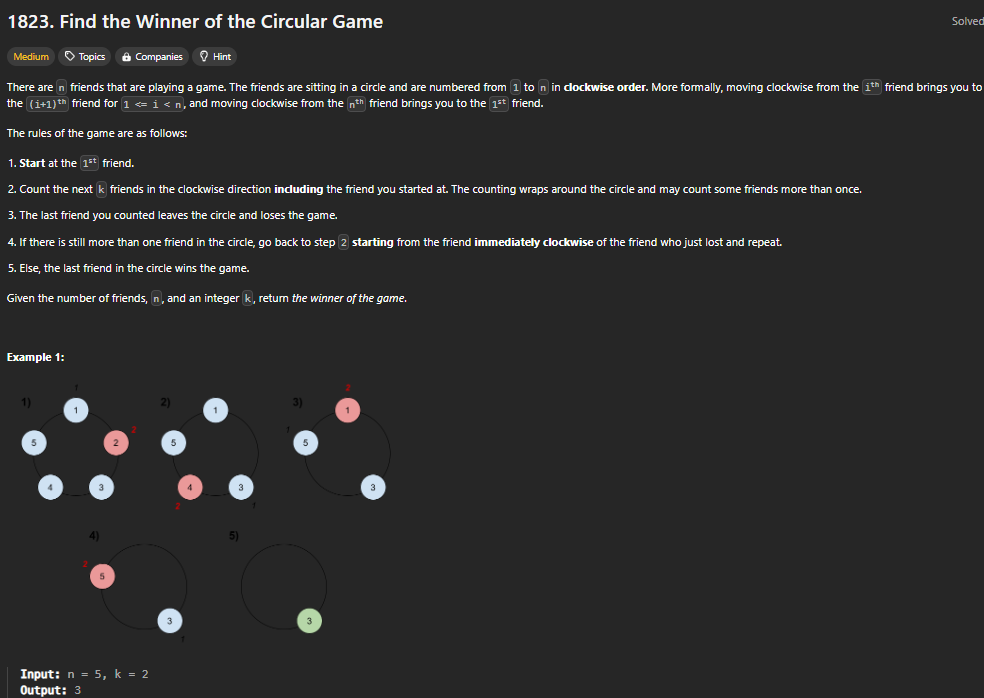 1823. Find the Winner of the Circular Game
Solved
Medium Topics Companies Hint
There are n friends that are playing a game. The friends are sitting in a circle and are numbered from 1 to n in clockwise order. More formally, moving clockwise from the ith friend brings you to
the (i+1)th friend for 1 <= i < n, and moving clockwise from the nth friend brings you to the 1st friend.
The rules of the game are as follows:
1. Start at the 1st friend.
2. Count the next k friends in the clockwise direction including the friend you started at. The counting wraps around the circle and may count some friends more than once.
3. The last friend you counted leaves the circle and loses the game.
4. If there is still more than one friend in the circle, go back to step 2 starting from the friend immediately clockwise of the friend who just lost and repeat.
5. Else, the last friend in the circle wins the game.
Given the number of friends, n, and an integer k, return the winner of the game.
Example 1:
1) 1 1 2 2 3 4 5
2) 1 3 1 4 2 5
3) 2 1 1 5 3
4) 2 5 3 1
5) 3
Input: n = 5, k = 2
Output: 3